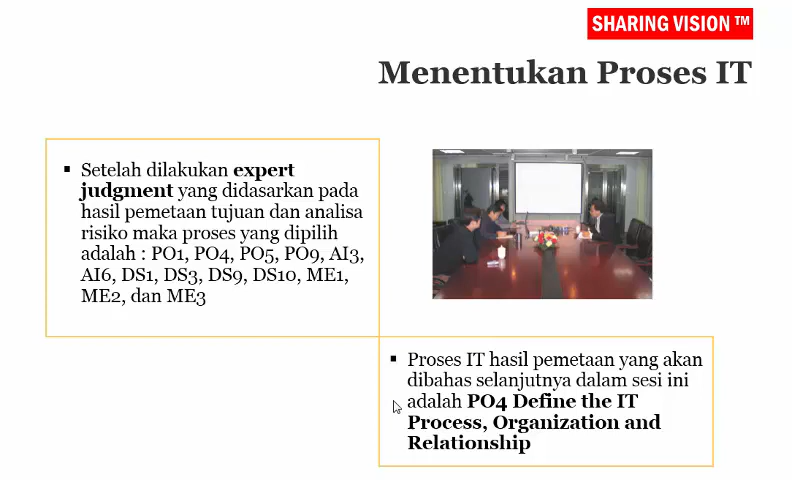 SHARING VISION ™
Menentukan Proses IT
▪ Setelah dilakukan expert
judgment yang didasarkan pada
hasil pemetaan tujuan dan analisa
risiko maka proses yang dipilih
adalah : PO1, PO4, PO5, PO9, AI3,
AI6, DS1, DS3, DS9, DS10, ME1,
ME2, dan ME3
▪ Proses IT hasil pemetaan yang akan
dibahas selanjutnya dalam sesi ini
adalah PO4 Define the IT
Process, Organization and
Relationship